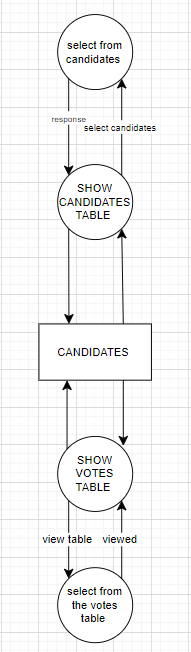 select from
candidates
response
select candidates
SHOW
CANDIDATES
TABLE
CANDIDATES
SHOW
VOTES
TABLE
view table
viewed
select from
the votes
table